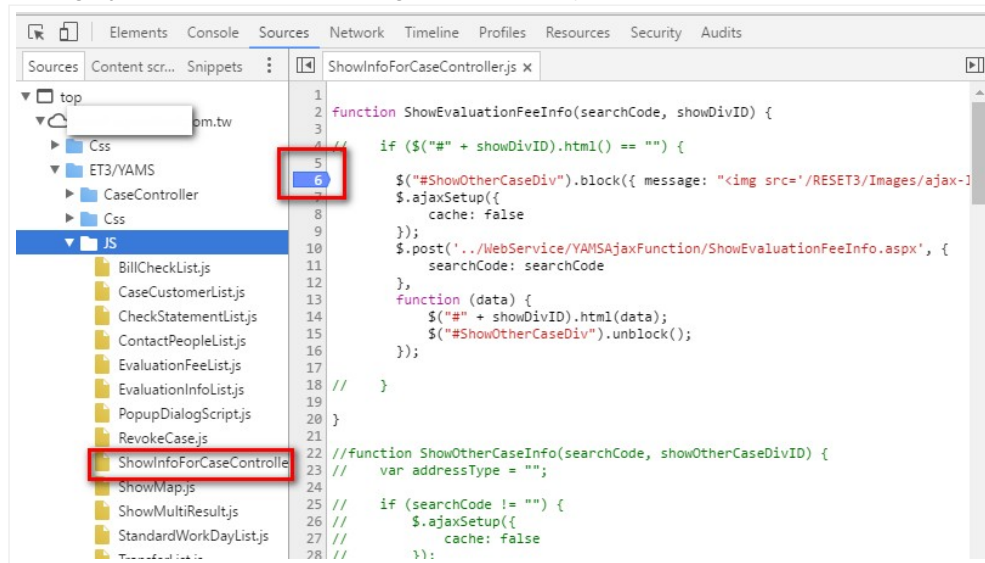 Elements Console Sources Network Timeline Profiles Resources Security Audits
Sources Content scr... Snippets
ShowInfoForCaseController.js ×
top
om.tw
Css
ET3/YAMS
CaseController
Css
JS
BillCheckList.js
CaseCustomerList.js
CheckStatementList.js
ContactPeopleList.js
EvaluationFeeList.js
EvaluationInfoList.js
PopupDialogScript.js
RevokeCase.js
ShowInfoForCaseControlle
ShowMap.js
ShowMultiResult.js
StandardWorkDayList.js
TransferList.js
1
2 function ShowEvaluationFeeInfo(searchCode, showDivID) {
3
4 //    if ($("#" + showDivID).html() == "") {
5
6 $("#ShowOtherCaseDiv").block({ message: "<img src='/RESET3/Images/ajax-l
7 $.ajaxSetup({
8 cache: false
9 });
10 $.post('../WebService/YAMSAjaxFunction/ShowEvaluationFeeInfo.aspx', {
11 searchCode: searchCode
12 },
13 function (data) {
14 $("#" + showDivID).html(data);
15 $("#ShowOtherCaseDiv").unblock();
16 });
17
18 //    }
19
20 }
21
22 //function ShowOtherCaseInfo(searchCode, showOtherCaseDivID) {
23 //    var addressType = "";
24
25 //    if (searchCode != "") {
26 //        $.ajaxSetup({
27 //            cache: false
28 //        });